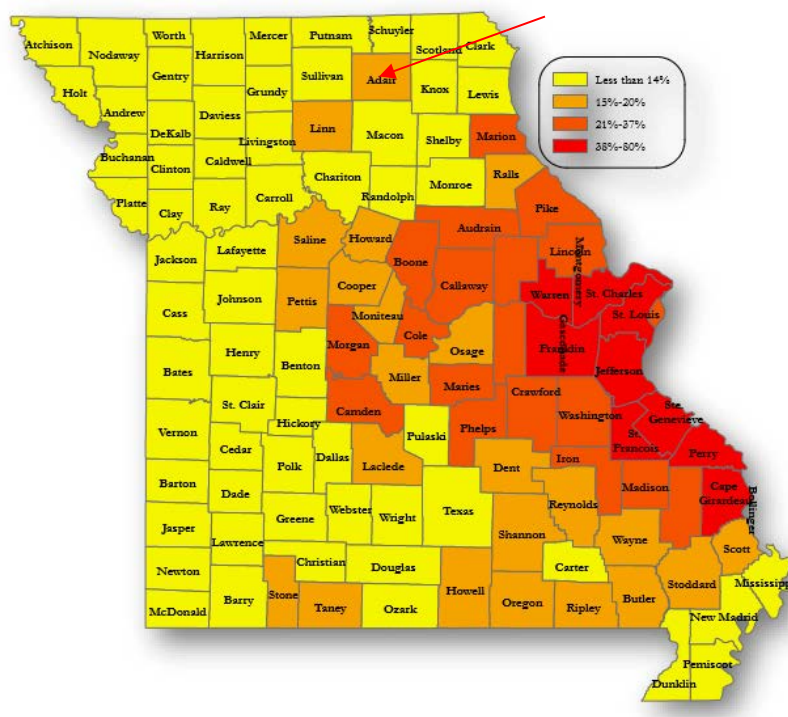 Atchison
Nodaway
Worth
Harrison
Mercer
Putnam
Schuyler
Scotland
Clark
Gentry
Sullivan
Adair
Knox
Lewis
Holt
Andrew
Daviess
Grundy
DeKalb
Linn
Macon
Shelby
Marion
Buchanan
Clinton
Caldwell
Livingston
Chariton
Randolph
Monroe
Ralls
Platte
Clay
Ray
Carroll
Pike
Less than 14%
15%-20%
21%-37%
38%-80%
Jackson
Lafayette
Saline
Howard
Boone
Audrain
Callaway
Montgomery
Lincoln
Warren
St. Charles
St. Louis
Cass
Johnson
Pettis
Cooper
Moniteau
Cole
Osage
Gasconade
Franklin
Jefferson
Bates
Henry
Benton
Morgan
Miller
Maries
Crawford
Washington
Ste.
Genevieve
St. Clair
Hickory
Camden
Pulaski
Phelps
St.
Francois
Perry
Vernon
Cedar
Polk
Dallas
Laclede
Dent
Iron
Madison
Cape
Girardeau
Bollinger
Barton
Dade
Greene
Webster
Wright
Texas
Reynolds
Jasper
Lawrence
Christian
Douglas
Shannon
Wayne
Scott
Newton
Stone
Taney
Ozark
Howell
Carter
Stoddard
Mississipp
McDonald
Barry
Oregon
Ripley
Butler
New Madrid
Pemiscot
Dunklin